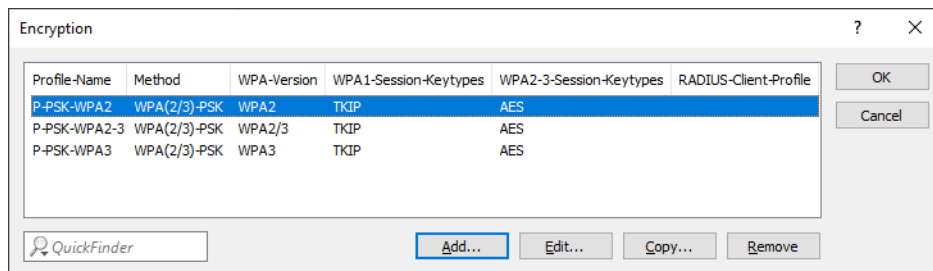 Encryption ? ×
Profile-Name Method WPA-Version WPA1-Session-Keytypes WPA2-3-Session-Keytypes RADIUS-Client-Profile OK
P-PSK-WPA2 WPA(2/3)-PSK WPA2 TKIP AES
Cancel
P-PSK-WPA2-3 WPA(2/3)-PSK WPA2/3 TKIP AES
P-PSK-WPA3 WPA(2/3)-PSK WPA3 TKIP AES
QuickFinder Add... Edit... Copy... Remove